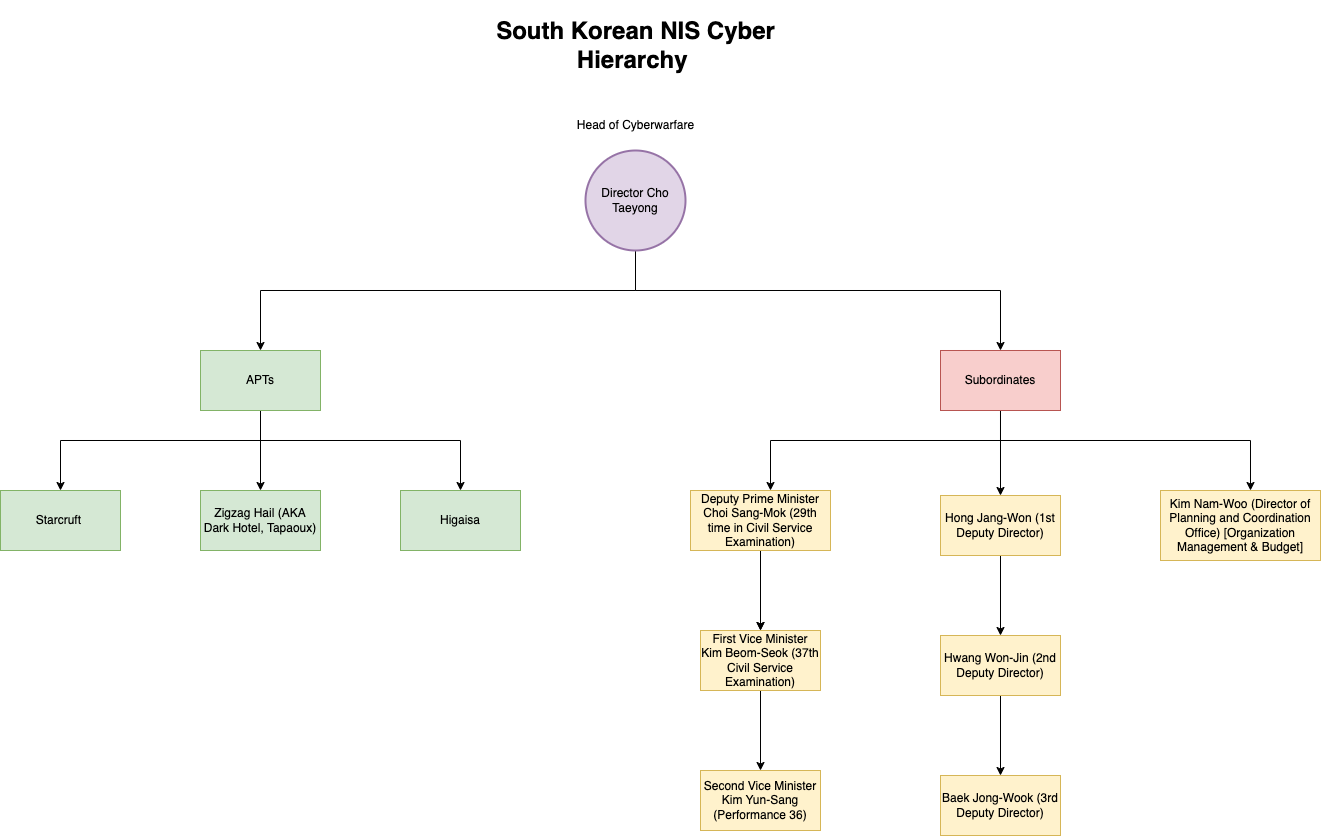 South Korean NIS Cyber
Hierarchy
Head of Cyberwarfare
Director Cho
Taeyong
APTs
Subordinates
Starcruft
Zigzag Hail (AKA
Dark Hotel, Tapaoux)
Higaisa
Deputy Prime Minister
Choi Sang-Mok (29th
time in Civil Service
Examination)
Hong Jang-Won (1st
Deputy Director)
Kim Nam-Woo (Director of
Planning and Coordination
Office) [Organization
Management & Budget]
First Vice Minister
Kim Beom-Seok (37th
Civil Service
Examination)
Hwang Won-Jin (2nd
Deputy Director)
Second Vice Minister
Kim Yun-Sang
(Performance 36)
Baek Jong-Wook (3rd
Deputy Director)